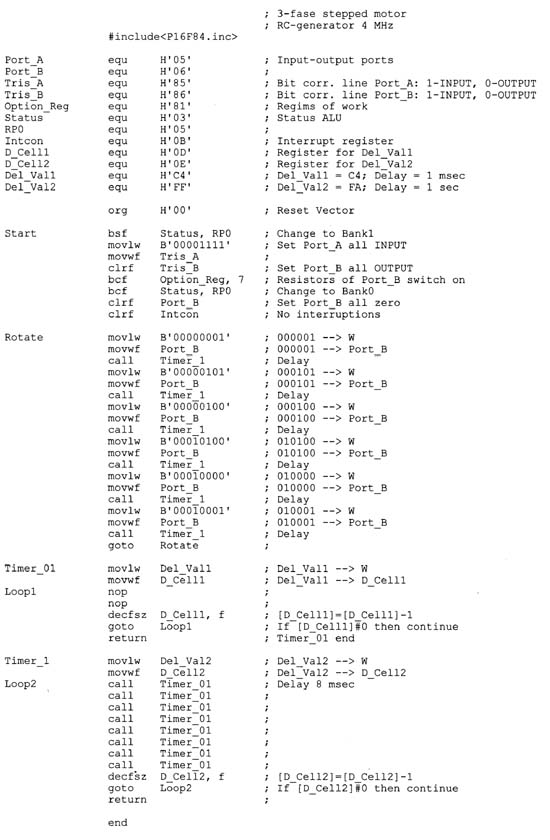 ; 3-fase stepped motor
; RC-generator 4 MHz
#include<P16F84.inc>
Port_A equ H'05' ; Input-output ports
Port_B equ H'06' ;
Tris_A equ H'85' ; Bit corr. line Port_A: 1-INPUT, 0-OUTPUT
Tris_B equ H'86' ; Bit corr. line Port_B: 1-INPUT, 0-OUTPUT
Option_Reg equ H'81' ; Regims of work
Status equ H'03' ; Status ALU
RP0 equ H'05' ;
Intcon equ H'0B' ; Interrupt register
D_Cell1 equ H'0D' ; Register for Del_Val1
D_Cell2 equ H'0E' ; Register for Del_Val2
Del_Val1 equ H'C4' ; Del_Val1 = C4; Delay = 1 msec
Del_Val2 equ H'FF' ; Del_Val2 = FA; Delay = 1 sec
org H'00' ; Reset Vector
Start bsf Status, RP0 ; Change to Bank1
movlw B'00001111' ; Set Port_A all INPUT
movwf Tris_A ;
clrf Tris_B ; Set Port_B all OUTPUT
bcf Option_Reg, 7 ; Resistors of Port_B switch on
bcf Status, RP0 ; Change to Bank0
clrf Port_B ; Set Port_B all zero
clrf Intcon ; No interruptions
Rotate movlw B'00000001' ; 000001 --> W
movwf Port_B ; 000001 --> Port_B
call Timer_1 ; Delay
movlw B'00000101' ; 000101 --> W
movwf Port_B ; 000101 --> Port_B
call Timer_1 ; Delay
movlw B'00000100' ; 000100 --> W
movwf Port_B ; 000100 --> Port_B
call Timer_1 ; Delay
movlw B'00010100' ; 010100 --> W
movwf Port_B ; 010100 --> Port_B
call Timer_1 ; Delay
movlw B'00010000' ; 010000 --> W
movwf Port_B ; 010000 --> Port_B
call Timer_1 ; Delay
movlw B'00010001' ; 010001 --> W
movwf Port_B ; 010001 --> Port_B
call Timer_1 ; Delay
goto Rotate ;
Timer_01 movlw Del_Val1 ; Del_Val1 --> W
movwf D_Cell1 ; Del_Val1 --> D_Cell1
Loop1 nop ;
nop ;
decfsz D_Cell1, f ; [D_Cell1]=[D_Cell1]-1
goto Loop1 ; If [D_Cell1]#0 then continue
return ; Timer_01 end
Timer_1 movlw Del_Val2 ; Del_Val2 --> W
movwf D_Cell2 ; Del_Val2 --> D_Cell2
Loop2 call Timer_01 ; Delay 8 msec
call Timer_01 ;
call Timer_01 ;
call Timer_01 ;
call Timer_01 ;
call Timer_01 ;
call Timer_01 ;
call Timer_01 ;
decfsz D_Cell2, f ; [D_Cell2]=[D_Cell2]-1
goto Loop2 ; If [D_Cell2]#0 then continue
return ;
end